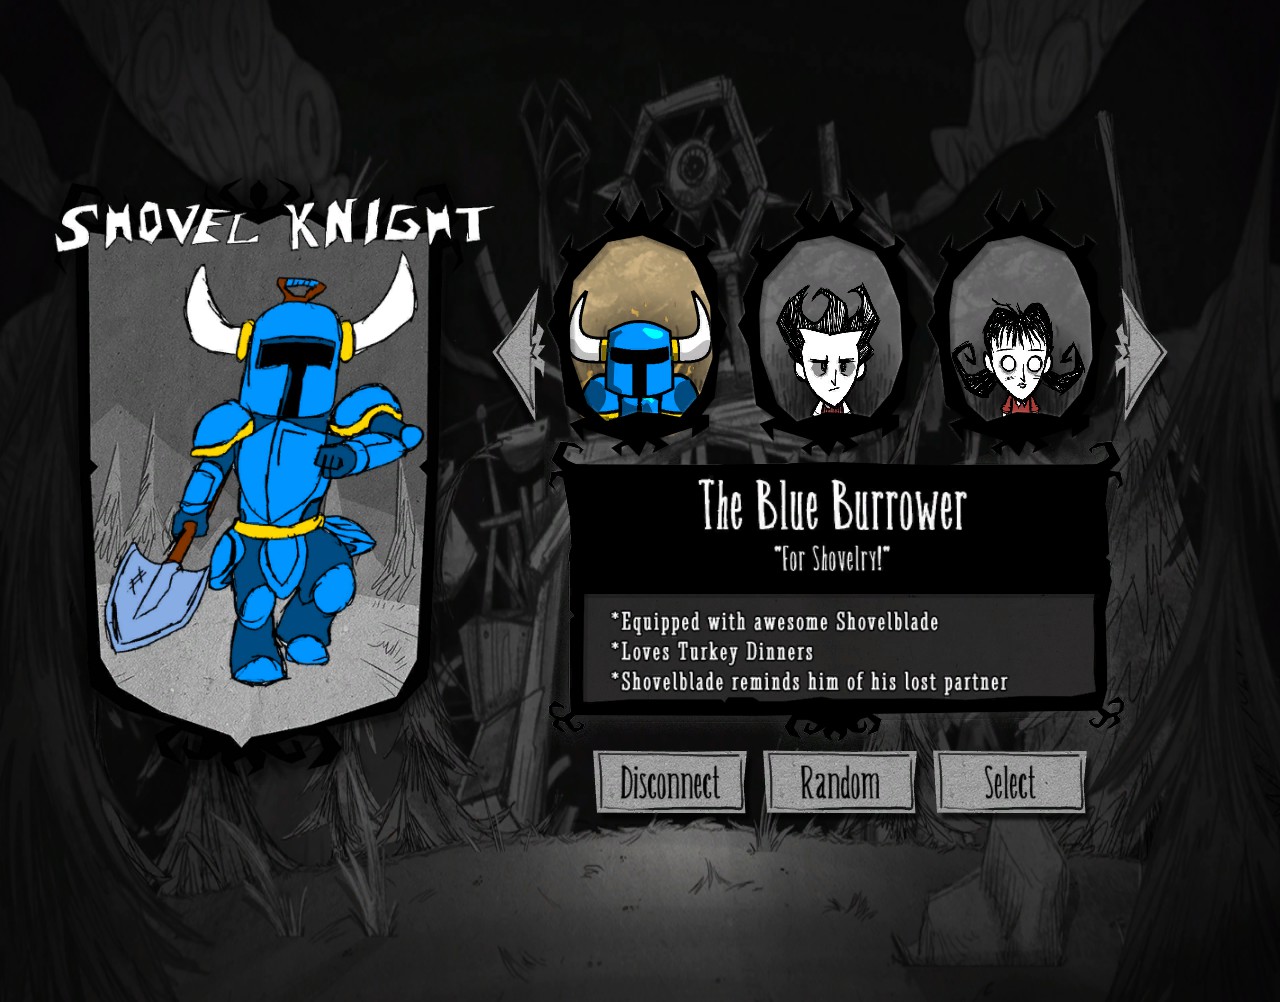 SHOVEL KNIGHT
The Blue Burrower
"For Shovelry!"
*Equipped with awesome Shovelblade
*Loves Turkey Dinners
*Shovelblade reminds him of his lost partner
Disconnect
Random
Select